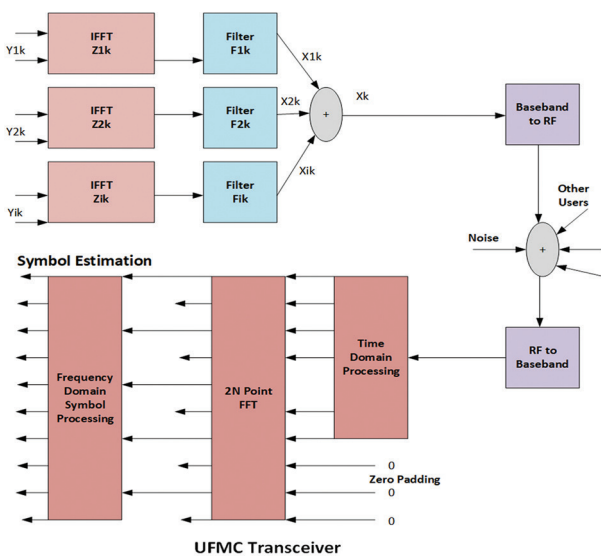 Y1k
IFFT
Z1k
Filter
F1k
X1k
Y2k
IFFT
Z2k
Filter
F2k
X2k
+
Xk
Baseband
to RF
Yik
IFFT
Zik
Filter
Fik
Xik
Other
Users
Noise
+
Symbol Estimation
RF to
Baseband
Time
Domain
Processing
2N Point
FFT
Frequency
Domain
Symbol
Processing
0
Zero Padding
0
0
UFMC Transceiver